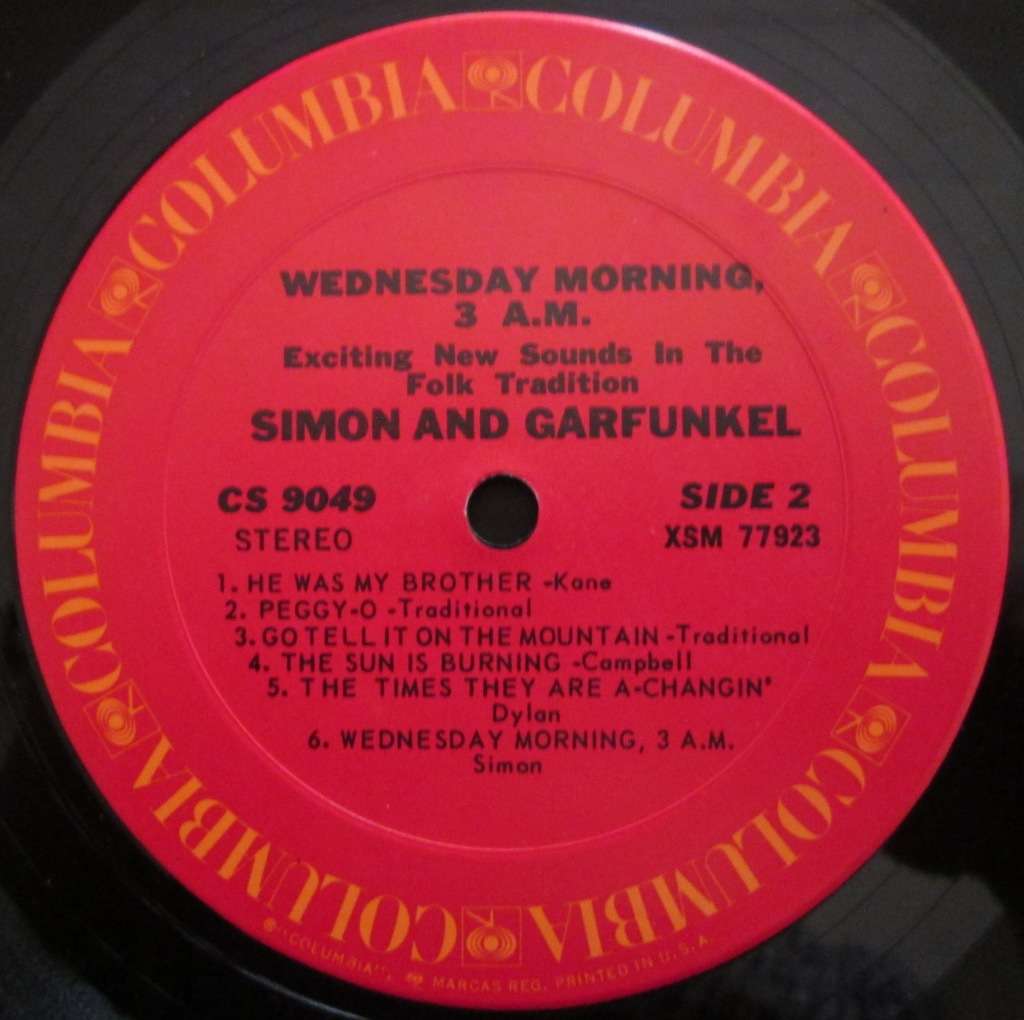 COLUMBIA COLUMBIA COLUMBIA COLUMBIA COLUMBIA COLUMBIA
WEDNESDAY MORNING,
3 A.M.
Exciting New Sounds In The
Folk Tradition
SIMON AND GARFUNKEL
CS 9049 SIDE 2
STEREO XSM 77923
1. HE WAS MY BROTHER -Kane
2. PEGGY-O -Traditional
3. GO TELL IT ON THE MOUNTAIN -Traditional
4. THE SUN IS BURNING -Campbell
5. THE TIMES THEY ARE A-CHANGIN'
Dylan
6. WEDNESDAY MORNING, 3 A.M.
Simon
® "COLUMBIA", MARCAS REG. PRINTED IN U.S.A.